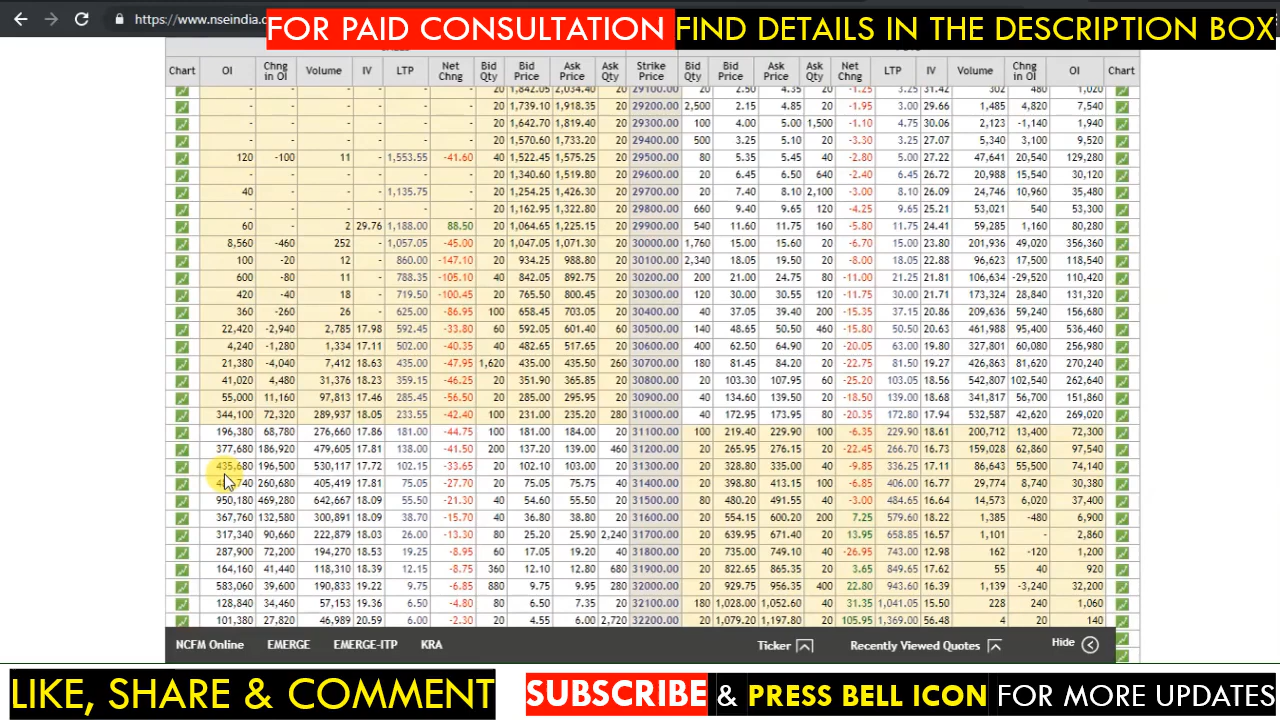 https://www.nseindia.c
FOR PAID CONSULTATION FIND DETAILS IN THE DESCRIPTION BOX
Chart OI Chng in OI Volume IV LTP Net Chng Bid Qty Bid Price Ask Price Ask Qty Strike Price Bid Qty Bid Price Ask Price Ask Qty Net Chng LTP IV Volume Chng in OI OI Chart
- - - - - - 20 1,842.05 2,034.40 20 29100.00 20 2.50 4.35 20 -1.25 3.25 31.42 302 480 1,020
- - - - - - 20 1,739.10 1,918.35 20 29200.00 2,500 2.15 4.85 20 -1.95 3.00 29.66 1,485 4,820 7,540
- - - - - - 20 1,642.70 1,819.40 20 29300.00 100 4.00 5.00 1,500 -1.10 4.75 30.06 2,123 -1,140 1,940
- - - - - - 20 1,570.60 1,733.20 20 29400.00 500 3.25 5.10 20 -3.30 3.25 27.07 5,340 3,100 9,520
120 -100 11 - 1,553.55 -41.60 40 1,522.45 1,575.25 20 29500.00 80 5.35 5.45 40 -2.80 5.00 27.22 47,641 20,540 129,280
- - - - - - 20 1,340.60 1,519.80 20 29600.00 20 6.45 6.50 640 -2.40 6.45 26.72 20,988 15,540 30,120
40 - - - 1,135.75 - 20 1,254.25 1,426.30 20 29700.00 20 7.40 8.10 2,100 -3.00 8.10 26.09 24,746 10,960 35,480
- - - - - - 20 1,162.95 1,322.80 20 29800.00 660 9.40 9.65 120 -4.25 9.65 25.21 53,021 540 53,300
60 - 2 29.76 1,188.00 88.50 20 1,064.65 1,225.15 20 29900.00 540 11.60 11.75 160 -5.80 11.75 24.41 59,285 1,160 80,280
8,560 -460 252 - 1,057.05 -45.00 20 1,047.05 1,071.30 20 30000.00 1,760 15.00 15.60 20 -6.70 15.00 23.80 201,936 49,020 356,360
100 -20 12 - 860.00 -147.10 20 934.25 988.80 20 30100.00 2,340 18.05 19.50 20 -8.00 18.05 22.88 96,623 17,500 118,540
600 -80 11 - 788.35 -105.10 40 842.05 892.75 20 30200.00 200 21.00 24.75 80 -11.00 21.25 21.81 106,634 -29,520 110,420
420 -40 18 - 719.50 -100.45 20 765.50 800.45 20 30300.00 120 30.00 30.55 120 -11.75 30.00 21.71 173,324 28,840 131,320
360 -260 26 - 625.00 -86.95 100 658.45 703.05 20 30400.00 40 37.05 39.40 200 -15.35 37.15 20.86 209,636 59,240 156,680
22,420 -2,940 2,785 17.98 592.45 -33.80 60 592.05 601.40 60 30500.00 140 48.65 50.50 460 -15.80 50.50 20.63 461,988 95,400 536,460
4,240 -1,280 1,334 17.11 502.00 -40.35 40 482.65 517.65 20 30600.00 400 62.50 64.90 20 -20.05 63.00 19.80 327,801 60,080 256,980
21,380 -4,040 7,412 18.63 435.00 -47.95 1,620 435.00 435.50 260 30700.00 180 81.45 84.20 20 -22.75 81.50 19.27 426,863 81,620 270,240
41,020 4,480 31,376 18.23 359.15 -46.25 20 351.90 365.85 20 30800.00 20 103.30 107.95 60 -25.20 103.05 18.56 542,807 102,540 262,640
55,000 11,160 97,813 17.46 285.45 -56.50 20 285.00 295.95 20 30900.00 40 134.60 139.50 20 -18.50 139.00 18.68 341,817 56,700 151,860
344,100 72,320 289,937 18.05 233.55 -42.40 100 231.00 235.20 280 31000.00 40 172.95 173.95 80 -20.35 172.80 17.94 532,587 42,620 269,020
196,380 68,780 276,660 17.86 181.00 -44.75 100 181.00 184.00 20 31100.00 100 219.40 229.90 100 -6.35 229.90 18.61 200,712 13,400 72,300
377,680 186,920 479,605 17.81 138.00 -41.50 200 137.20 139.00 460 31200.00 20 265.95 276.15 20 -22.45 266.70 16.73 159,907 62,860 97,540
435,680 196,500 530,117 17.72 102.15 -33.65 20 102.10 103.00 20 31300.00 20 328.80 335.00 40 -9.85 336.25 17.11 86,643 55,500 74,140
740 260,680 405,419 17.81 75.05 -27.70 20 75.05 75.75 40 31400.00 20 398.80 413.15 100 -6.85 406.00 16.77 29,774 8,740 30,380
950,180 469,280 642,667 18.09 55.50 -21.30 40 54.60 55.50 20 31500.00 80 480.20 491.55 40 -3.00 484.65 16.64 14,573 6,020 37,400
367,760 132,580 300,891 18.09 38.70 -15.70 40 36.80 38.80 20 31600.00 20 554.15 600.20 200 7.25 579.60 18.22 1,385 -480 6,900
317,340 90,660 222,879 18.03 26.00 -13.30 80 25.20 25.90 2,240 31700.00 20 639.95 671.40 20 13.95 658.85 16.57 1,101 - 2,860
287,900 72,200 194,270 18.53 19.25 -8.95 60 17.05 19.20 40 31800.00 20 735.00 749.10 40 -26.95 743.00 12.98 162 -120 1,200
164,160 41,440 118,310 18.39 12.15 -8.75 360 12.10 12.80 680 31900.00 20 822.65 865.35 20 3.65 849.65 17.62 55 40 920
583,060 39,600 190,833 19.22 9.75 -6.85 880 9.75 9.95 280 32000.00 20 929.75 956.35 400 22.80 943.60 16.39 1,139 -3,240 32,200
128,840 34,460 57,153 19.36 6.50 -4.80 80 6.50 7.35 20 32100.00 180 1,028.00 1,052.60 40 31.35 1,041.05 15.50 228 240 1,060
101,380 27,820 46,989 20.59 6.00 -2.30 20 4.55 6.00 2,720 32200.00 20 1,079.20 1,197.80 20 105.95 1,369.00 56.48 4 20 140
NCFM Online EMERGE EMERGE-ITP KRA Ticker Recently Viewed Quotes Hide
LIKE, SHARE & COMMENT SUBSCRIBE & PRESS BELL ICON FOR MORE UPDATES